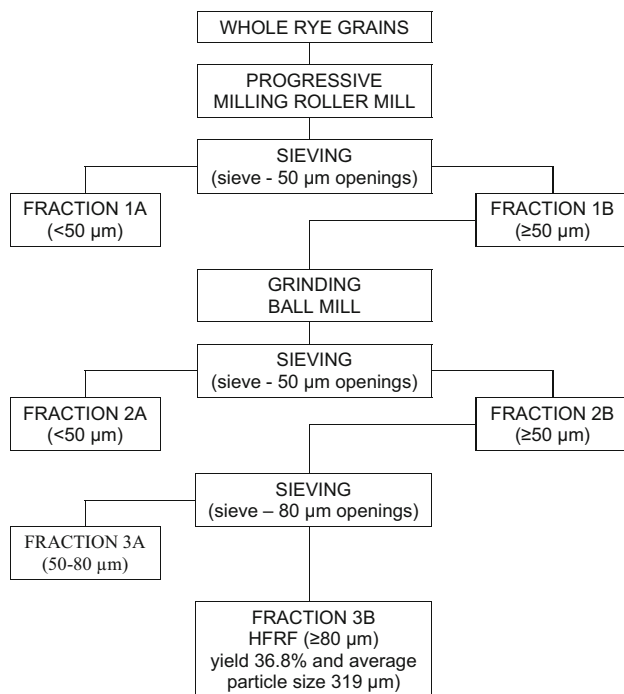 WHOLE RYE GRAINS
PROGRESSIVE
MILLING ROLLER MILL
SIEVING
(sieve - 50 µm openings)
FRACTION 1A
(<50 µm)
FRACTION 1B
(≥50 µm)
GRINDING
BALL MILL
SIEVING
(sieve - 50 µm openings)
FRACTION 2A
(<50 µm)
FRACTION 2B
(≥50 µm)
SIEVING
(sieve – 80 µm openings)
FRACTION 3A
(50-80 µm)
FRACTION 3B
HFRF (≥80 µm)
yield 36.8% and average
particle size 319 µm)